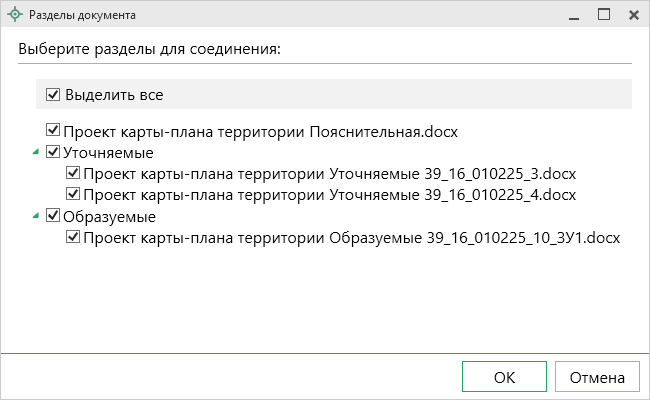 Разделы документа
Выберите разделы для соединения:
Выделить все
Проект карты-плана территории Пояснительная.docx
Уточняемые
Проект карты-плана территории Уточняемые 39_16_010225_3.docx
Проект карты-плана территории Уточняемые 39_16_010225_4.docx
Образуемые
Проект карты-плана территории Образуемые 39_16_010225_10_ЗУ1.docx
ОК
Отмена